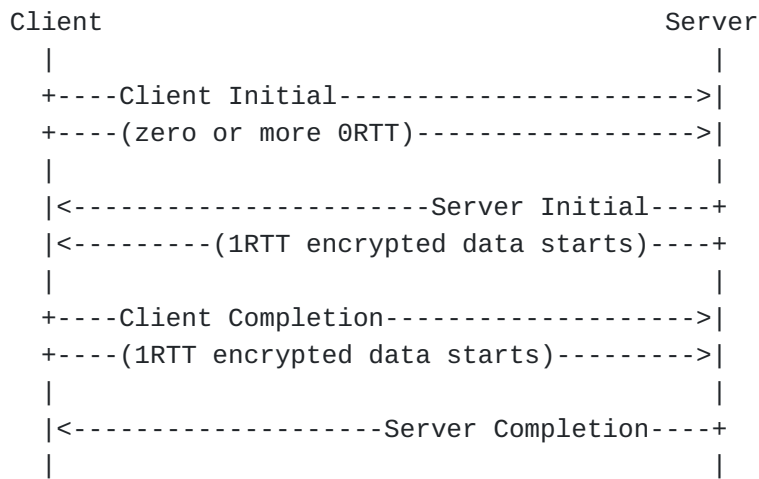 Client                                    Server
  |                                           |
  +----Client Initial----------------------->|
  +----(zero or more 0RTT)------------------>|
  |                                           |
  |<-----------------------Server Initial----+
  |<---------(1RTT encrypted data starts)----+
  |                                           |
  +----Client Completion-------------------->|
  +----(1RTT encrypted data starts)--------->|
  |                                           |
  |<--------------------Server Completion----+
  |                                           |